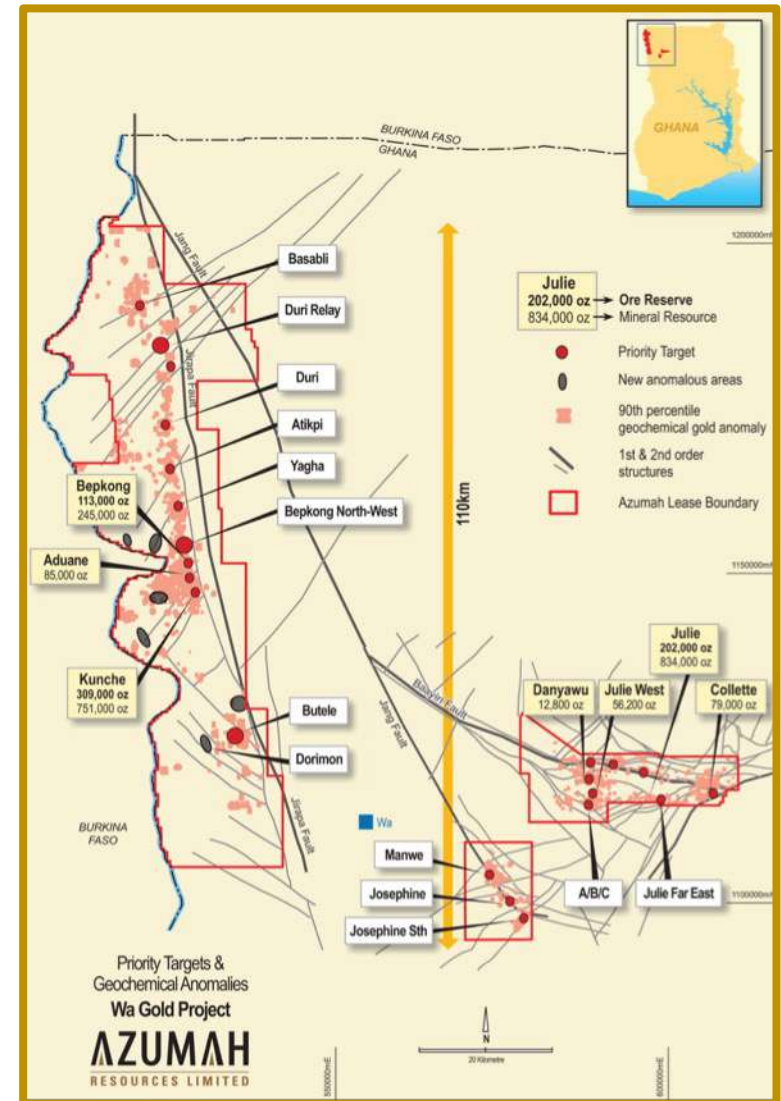 BURKINA FASO
GHANA
GHANA
1200000mN
Jang Fault
Jirapa Fault
Basabli
Duri Relay
Duri
Atikpi
Yagha
Bepkong North-West
Bepkong
113,000 oz
245,000 oz
Aduane
85,000 oz
Kunche
309,000 oz
751,000 oz
Butele
Dorimon
110km
Julie
202,000 oz
834,000 oz
Ore Reserve
Mineral Resource
Priority Target
New anomalous areas
90th percentile
geochemical gold anomaly
1st & 2nd order
structures
Azumah Lease Boundary
Baayin Fault
Jang Fault
Jirapa Fault
Julie
202,000 oz
834,000 oz
Danyawu
12,800 oz
Julie West
56,200 oz
Collette
79,000 oz
BURKINA
FASO
Wa
Manwe
Josephine
Josephine Sth
A/B/C
Julie Far East
Priority Targets &
Geochemical Anomalies
Wa Gold Project
AZUMAH
RESOURCES LIMITED
N
20 Kilometre
550000mE
600000mE